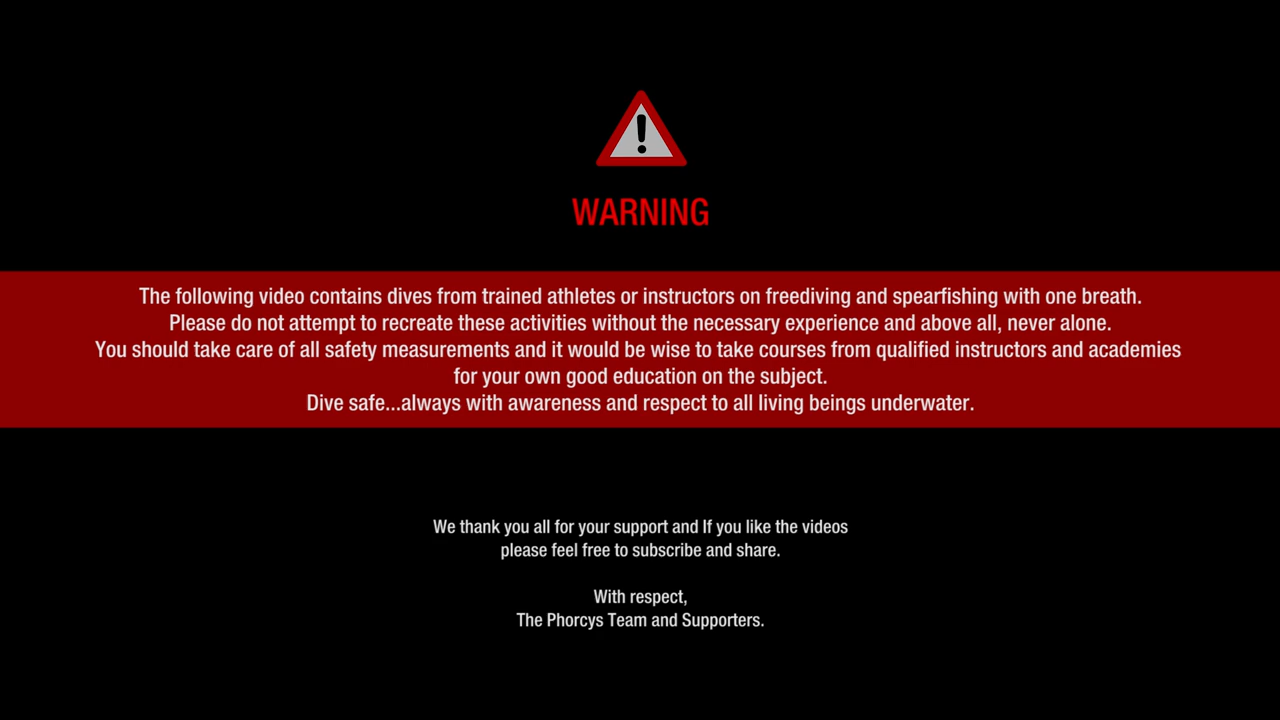 WARNING
The following video contains dives from trained athletes or instructors on freediving and spearfishing with one breath.
Please do not attempt to recreate these activities without the necessary experience and above all, never alone.
You should take care of all safety measurements and it would be wise to take courses from qualified instructors and academies
for your own good education on the subject.
Dive safe...always with awareness and respect to all living beings underwater.
We thank you all for your support and If you like the videos
please feel free to subscribe and share.
With respect,
The Phorcys Team and Supporters.